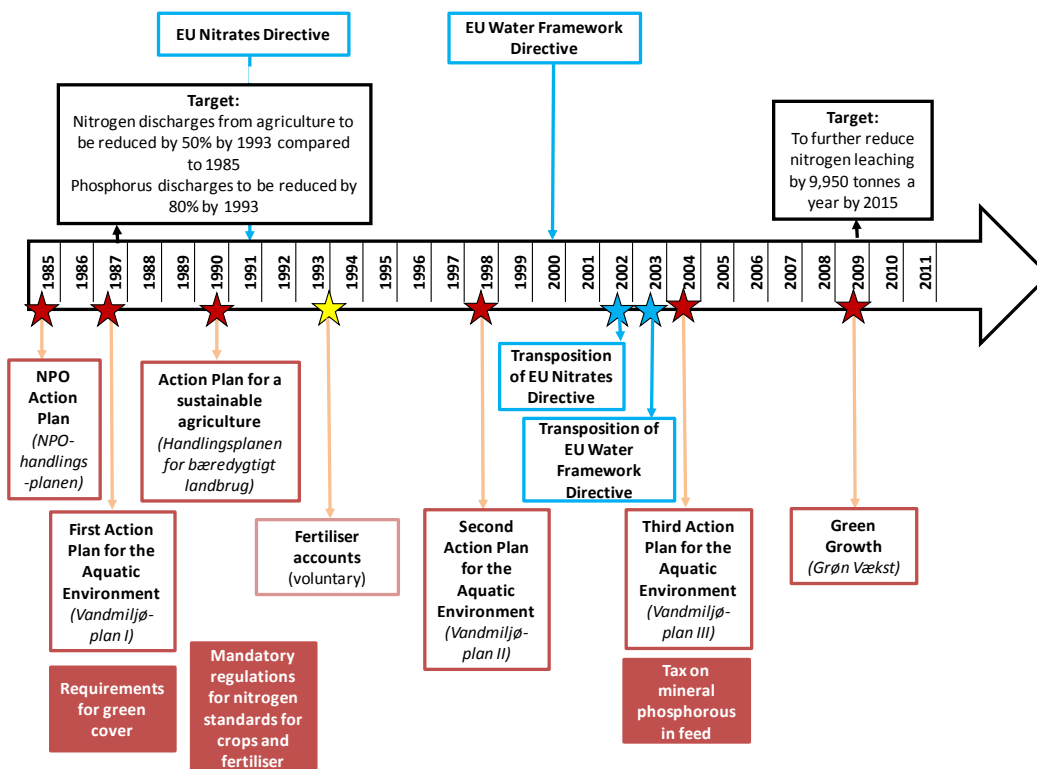 EU Nitrates Directive
EU Water Framework
Directive
Target:
Nitrogen discharges from agriculture to
be reduced by 50% by 1993 compared
to 1985
Phosphorus discharges to be reduced by
80% by 1993
Target:
To further reduce
nitrogen leaching
by 9,950 tonnes a
year by 2015
1985 1986 1987 1988 1989 1990 1991 1992 1993 1994 1995 1996 1997 1998 1999 2000 2001 2002 2003 2004 2005 2006 2007 2008 2009 2010 2011
NPO
Action
Plan
(NPO-
handlings
-planen)
Action Plan for a
sustainable
agriculture
(Handlingsplanen
for bæredygtigt
landbrug)
Transposition
of EU Nitrates
Directive
Transposition of
EU Water
Framework
Directive
First Action
Plan for the
Aquatic
Environment
(Vandmiljø-
plan I)
Fertiliser
accounts
(voluntary)
Second
Action Plan
for the
Aquatic
Environment
(Vandmiljø-
plan II)
Third Action
Plan for the
Aquatic
Environment
(Vandmiljø-
plan III)
Green
Growth
(Grøn Vækst)
Requirements
for green
cover
Mandatory
regulations for
nitrogen
standards for
crops and
fertiliser
Tax on
mineral
phosphorous
in feed